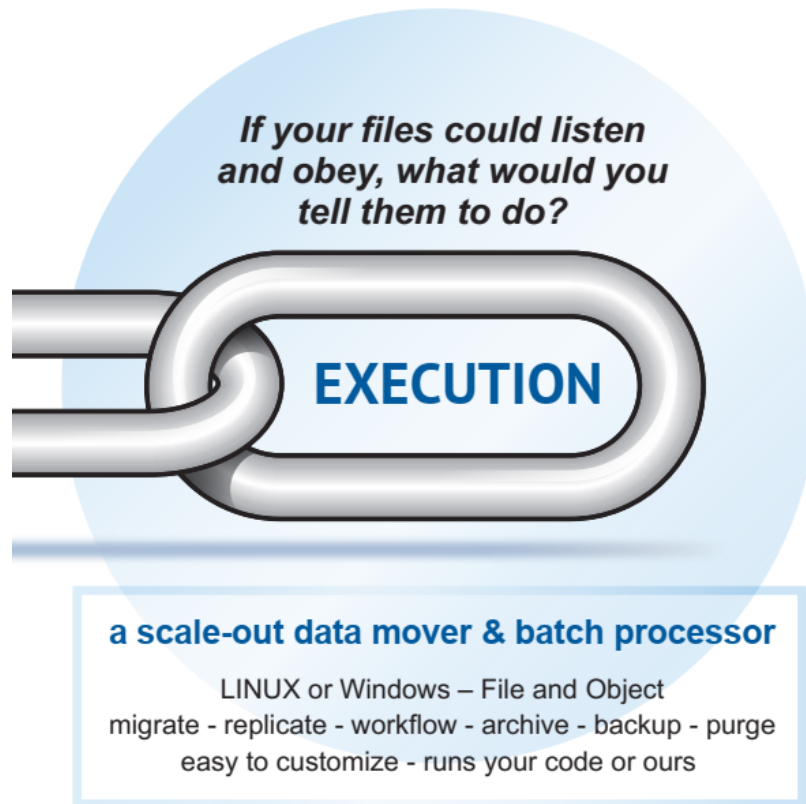 If your files could listen
and obey, what would you
tell them to do?
EXECUTION
a scale-out data mover & batch processor
LINUX or Windows – File and Object
migrate - replicate - workflow - archive - backup - purge
easy to customize - runs your code or ours